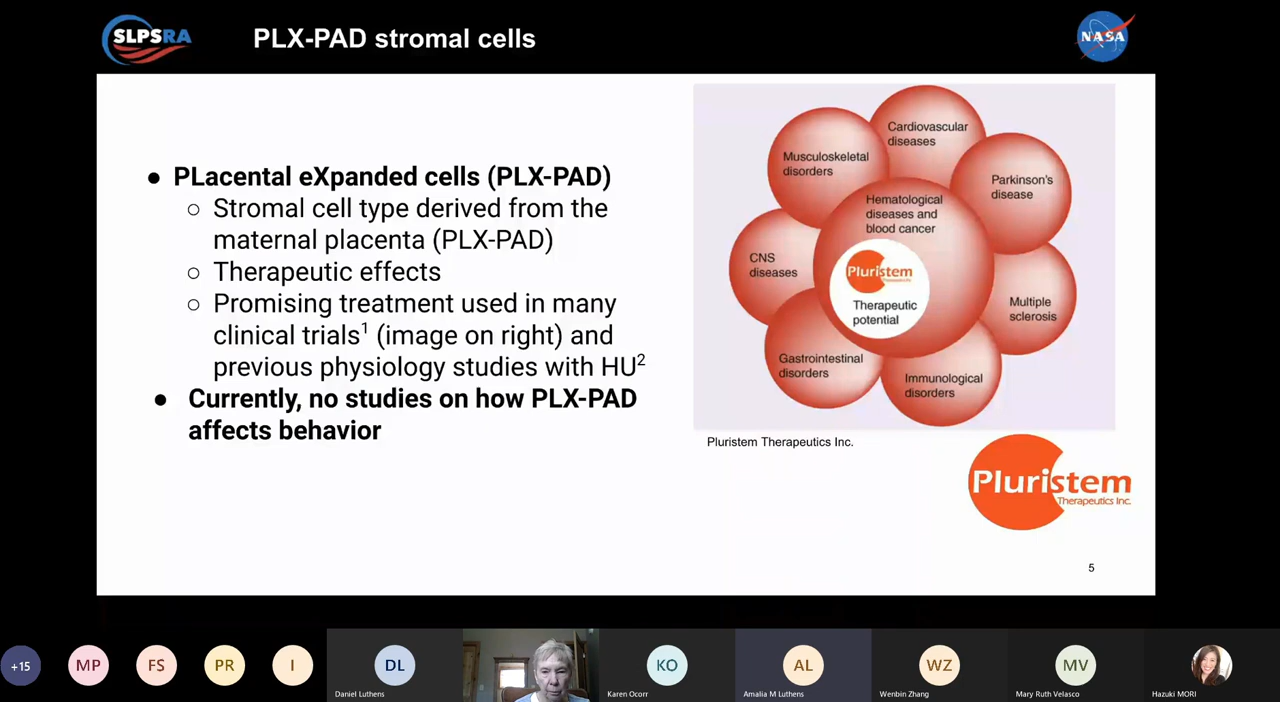 SLPSRA
PLX-PAD stromal cells
NASA
● PLacental eXpanded cells (PLX-PAD)
○ Stromal cell type derived from the
maternal placenta (PLX-PAD)
○ Therapeutic effects
○ Promising treatment used in many
clinical trials¹ (image on right) and
previous physiology studies with HU²
● Currently, no studies on how PLX-PAD
affects behavior
Cardiovascular
diseases
Musculoskeletal
disorders
Parkinson's
disease
Hematological
diseases and
blood cancer
CNS
diseases
Pluristem
Therapeutic
potential
Multiple
sclerosis
Gastrointestinal
disorders
Immunological
disorders
Pluristem Therapeutics Inc.
Pluristem
Therapeutics Inc.
5
+15
MP
FS
PR
I
DL
Daniel Luthens
KO
Karen Ocorr
AL
Amalia M Luthens
WZ
Wenbin Zhang
MV
Mary Ruth Velasco
Hazuki MORI